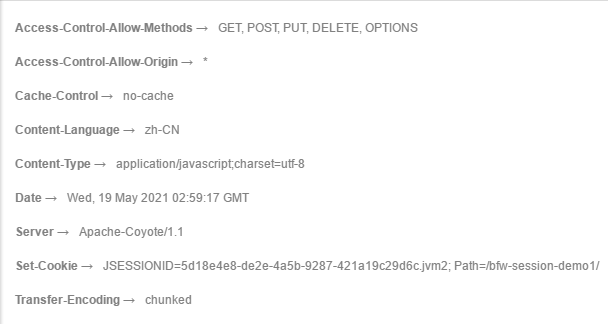 Access-Control-Allow-Methods → GET, POST, PUT, DELETE, OPTIONS
Access-Control-Allow-Origin → *
Cache-Control → no-cache
Content-Language → zh-CN
Content-Type → application/javascript;charset=utf-8
Date → Wed, 19 May 2021 02:59:17 GMT
Server → Apache-Coyote/1.1
Set-Cookie → JSESSIONID=5d18e4e8-de2e-4a5b-9287-421a19c29d6c.jvm2; Path=/bfw-session-demo1/
Transfer-Encoding → chunked